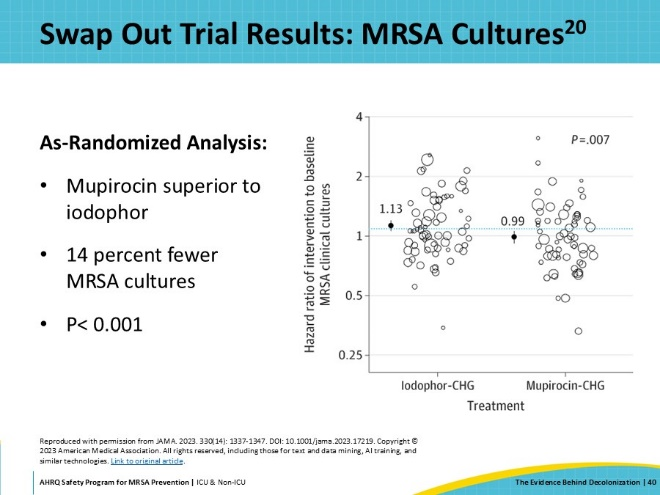 Swap Out Trial Results: MRSA Cultures20
As-Randomized Analysis:
• Mupirocin superior to
iodophor
• 14 percent fewer
MRSA cultures
• P< 0.001
Hazard ratio of intervention to baseline
MRSA clinical cultures
4
2
1
0.5
0.25
P=.007
1.13
0.99
Iodophor-CHG
Mupirocin-CHG
Treatment
Reproduced with permission from JAMA. 2023. 330(14): 1337-1347. DOI: 10.1001/jama.2023.17219. Copyright ©
2023 American Medical Association. All rights reserved, including those for text and data mining, AI training, and
similar technologies. Link to original article.
AHRQ Safety Program for MRSA Prevention | ICU & Non-ICU
The Evidence Behind Decolonization | 40